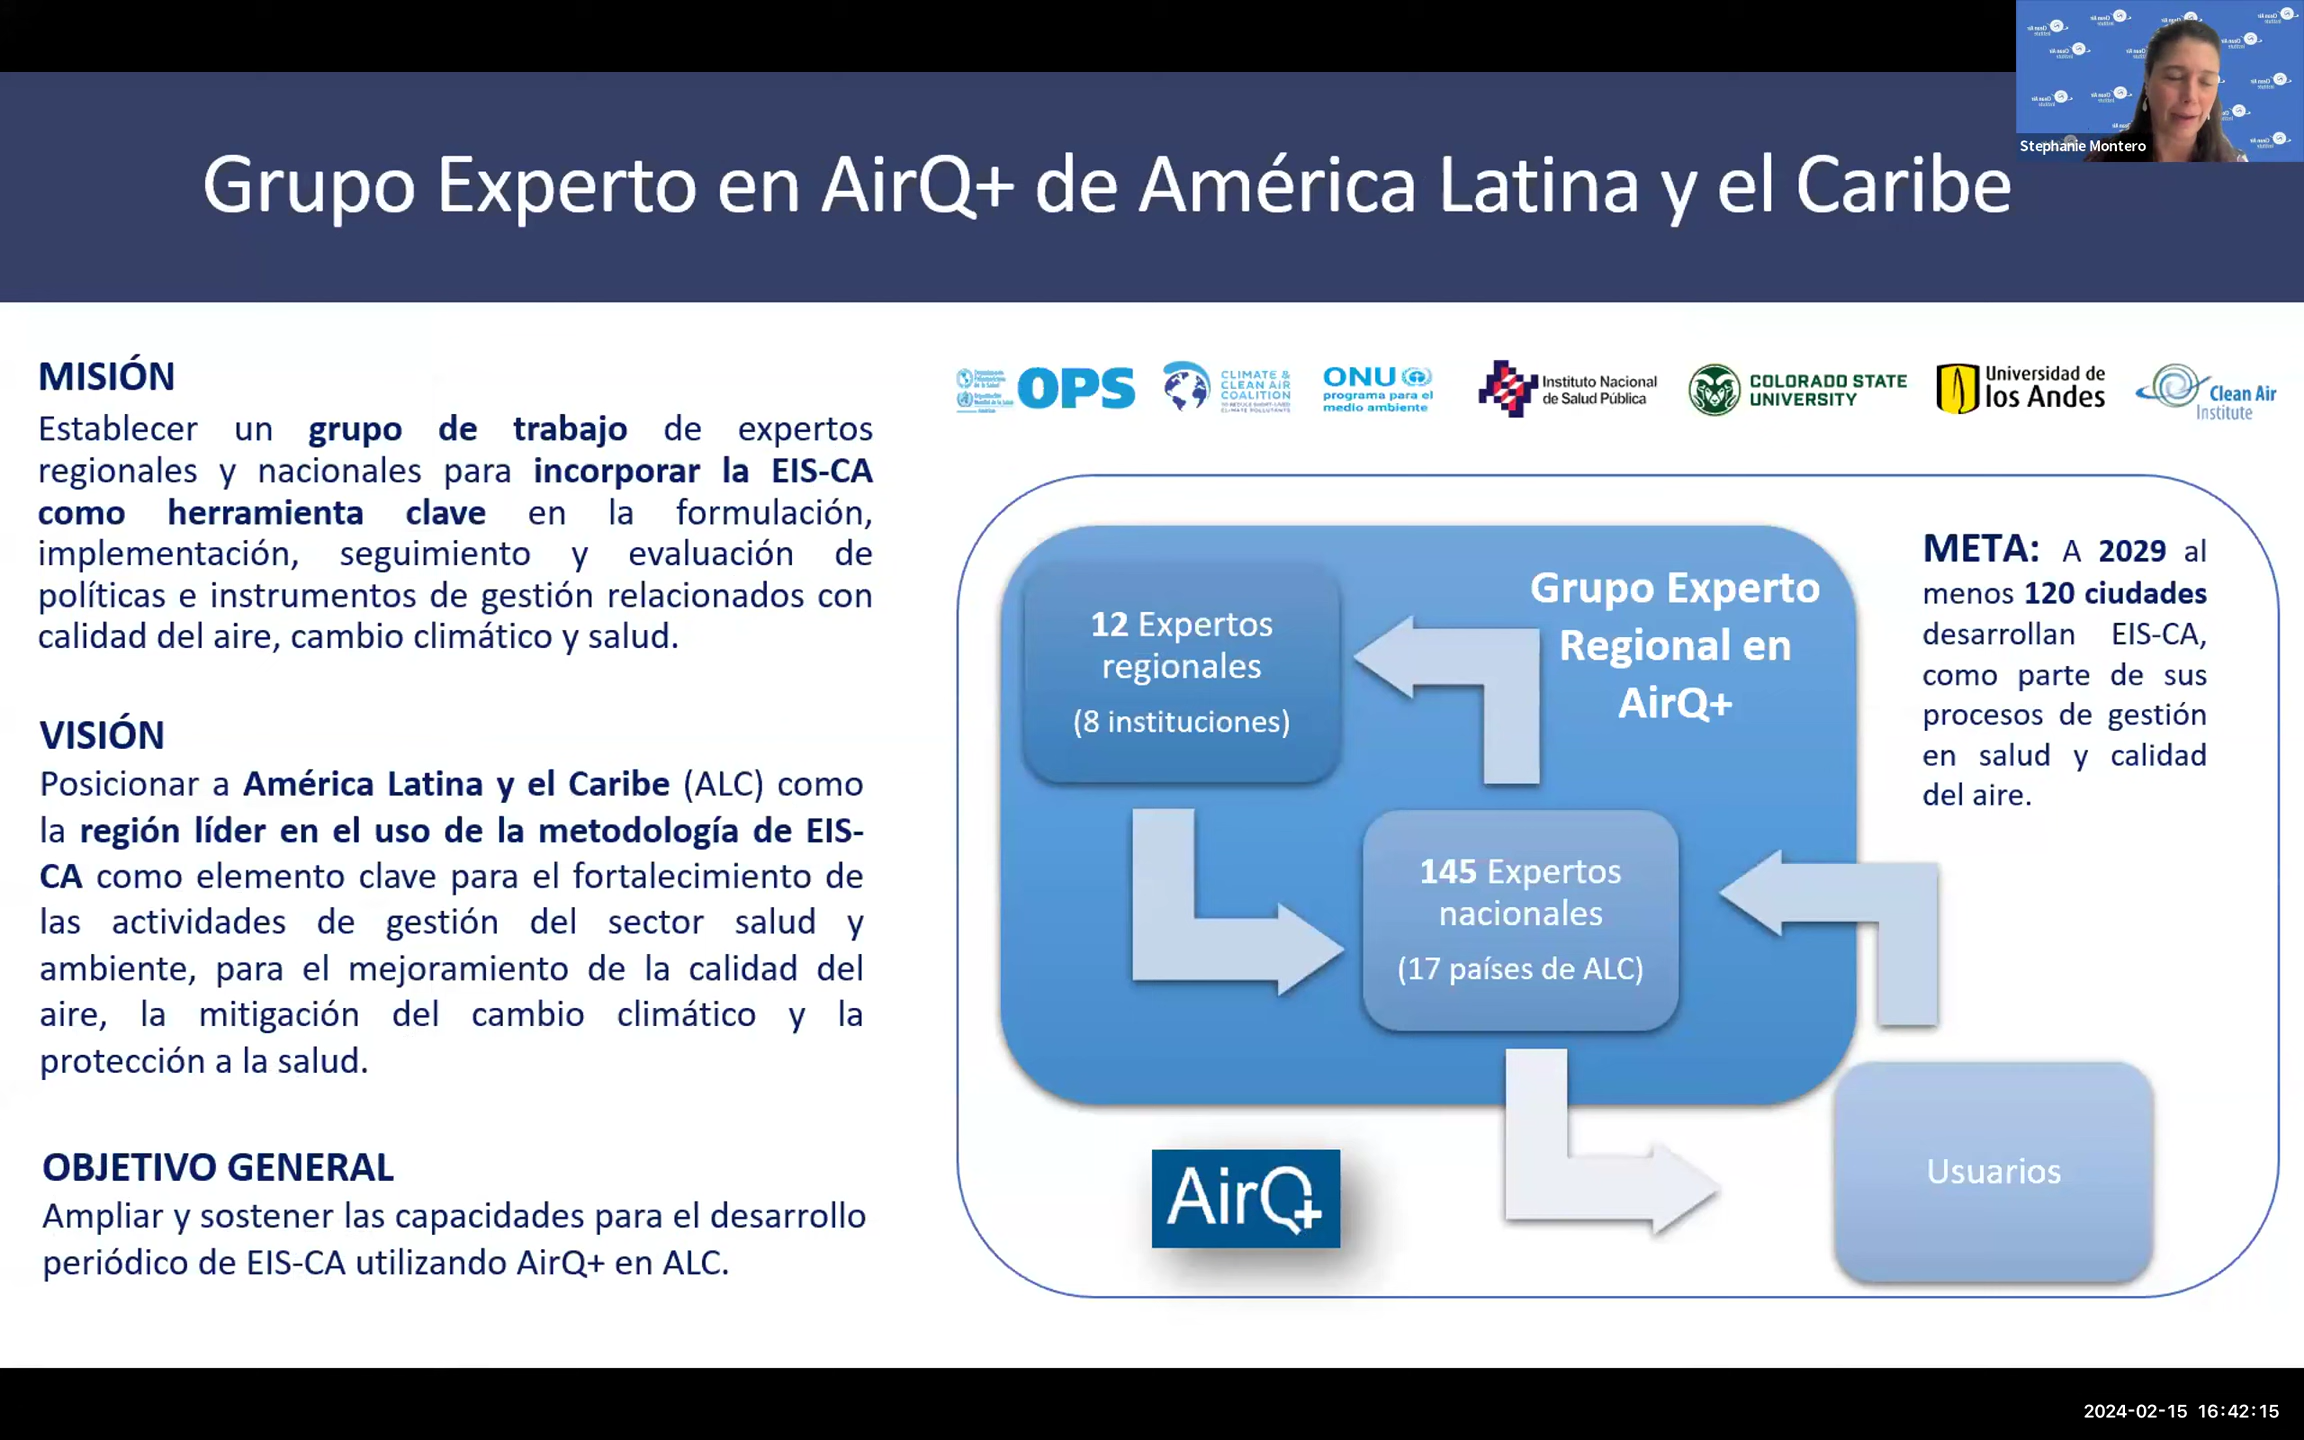 Stephanie Montero
Grupo Experto en AirQ+ de América Latina y el Caribe
MISIÓN
Establecer un grupo de trabajo de expertos
regionales y nacionales para incorporar la EIS-CA
como herramienta clave en la formulación,
implementación, seguimiento y evaluación de
políticas e instrumentos de gestión relacionados con
calidad del aire, cambio climático y salud.
VISIÓN
Posicionar a América Latina y el Caribe (ALC) como
la región líder en el uso de la metodología de EIS-
CA como elemento clave para el fortalecimiento de
las actividades de gestión del sector salud y
ambiente, para el mejoramiento de la calidad del
aire, la mitigación del cambio climático y la
protección a la salud.
OBJETIVO GENERAL
Ampliar y sostener las capacidades para el desarrollo
periódico de EIS-CA utilizando AirQ+ en ALC.
OPS
CLIMATE &
CLEAN AIR
COALITION
TO REDUCE SHORT-LIVED
CLIMATE POLLUTANTS
ONU
programa para el
medio ambiente
Instituto Nacional
de Salud Pública
COLORADO STATE
UNIVERSITY
Universidad de
los Andes
Clean Air
Institute
12 Expertos
regionales
(8 instituciones)
Grupo Experto
Regional en
AirQ+
145 Expertos
nacionales
(17 países de ALC)
META: A 2029 al
menos 120 ciudades
desarrollan EIS-CA,
como parte de sus
procesos de gestión
en salud y calidad
del aire.
AirQ+
Usuarios
2024-02-15 16:42:15